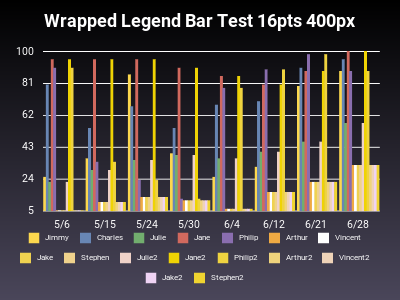 Wrapped Legend Bar Test 16pts 400px
100
81
62
43
24
5
5/6 5/15 5/24 5/30 6/4 6/12 6/21 6/28
Jimmy Charles Julie Jane Philip Arthur Vincent
Jake Stephen Julie2 Jane2 Philip2 Arthur2 Vincent2
Jake2 Stephen2